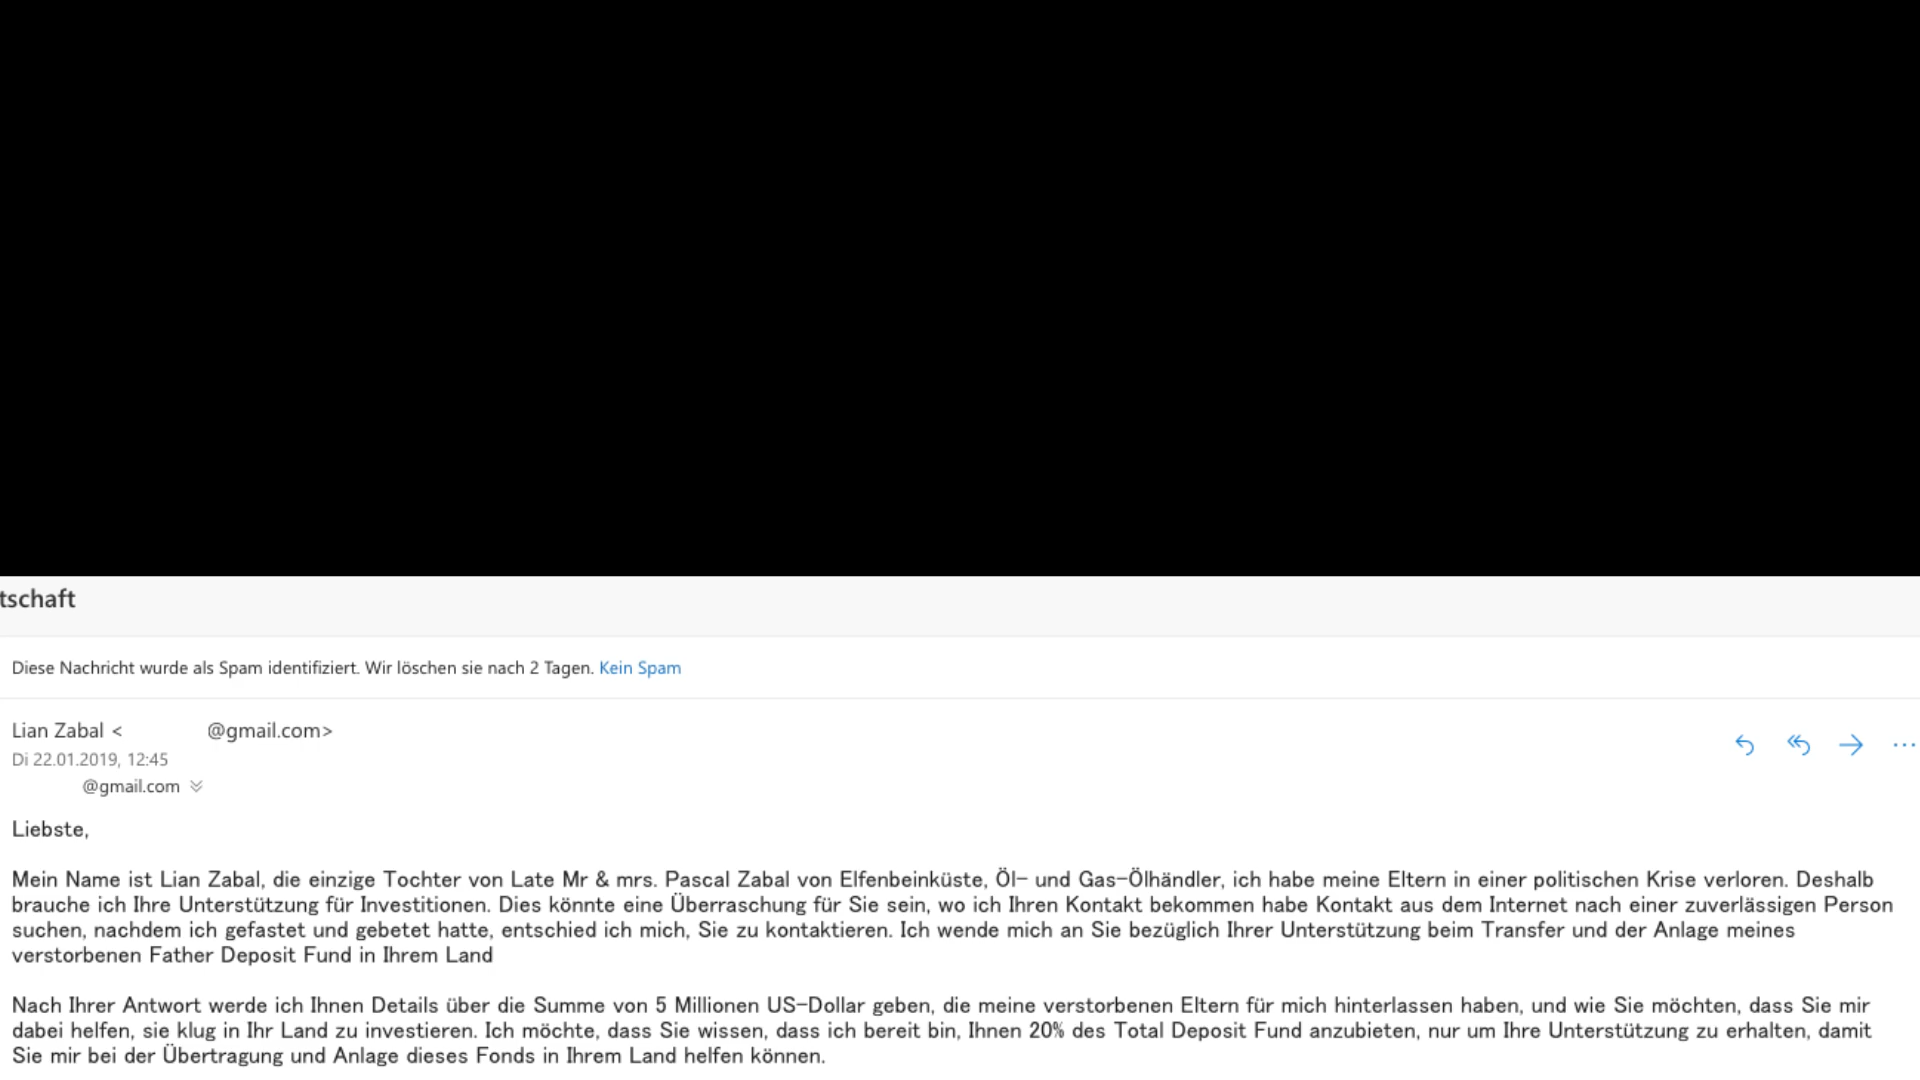 tschaft
Diese Nachricht wurde als Spam identifiziert. Wir löschen sie nach 2 Tagen. Kein Spam
Lian Zabal < @gmail.com>
Di 22.01.2019, 12:45
@gmail.com
Liebste,
Mein Name ist Lian Zabal, die einzige Tochter von Late Mr & mrs. Pascal Zabal von Elfenbeinküste, Öl- und Gas-Ölhändler, ich habe meine Eltern in einer politischen Krise verloren. Deshalb
brauche ich Ihre Unterstützung für Investitionen. Dies könnte eine Überraschung für Sie sein, wo ich Ihren Kontakt bekommen habe Kontakt aus dem Internet nach einer zuverlässigen Person
suchen, nachdem ich gefastet und gebetet hatte, entschied ich mich, Sie zu kontaktieren. Ich wende mich an Sie bezüglich Ihrer Unterstützung beim Transfer und der Anlage meines
verstorbenen Father Deposit Fund in Ihrem Land
Nach Ihrer Antwort werde ich Ihnen Details über die Summe von 5 Millionen US-Dollar geben, die meine verstorbenen Eltern für mich hinterlassen haben, und wie Sie möchten, dass Sie mir
dabei helfen, sie klug in Ihr Land zu investieren. Ich möchte, dass Sie wissen, dass ich bereit bin, Ihnen 20% des Total Deposit Fund anzubieten, nur um Ihre Unterstützung zu erhalten, damit
Sie mir bei der Übertragung und Anlage dieses Fonds in Ihrem Land helfen können.